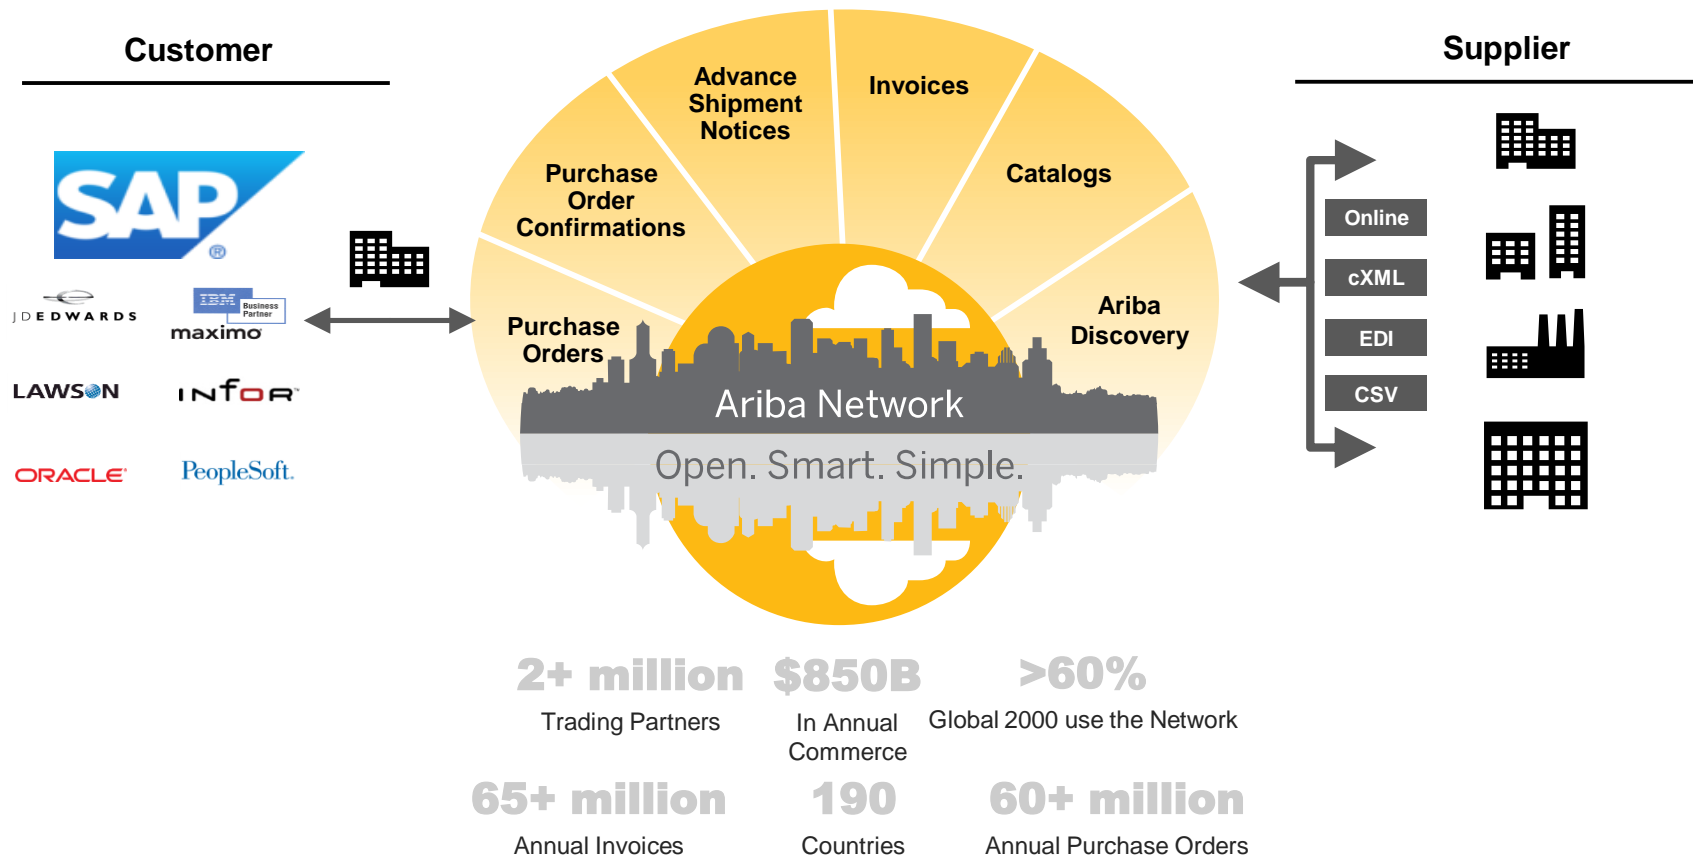 Customer
SAP
®
JDEDWARDS
IBM
Business
Partner
maximo
LAWSON
INFOR
ORACLE
PeopleSoft.
Purchase
Orders
Purchase
Order
Confirmations
Advance
Shipment
Notices
Invoices
Catalogs
Ariba
Discovery
Ariba Network
Open. Smart. Simple.
Supplier
Online
cXML
EDI
CSV
2+ million
Trading Partners
$850B
In Annual
Commerce
>60%
Global 2000 use the Network
65+ million
Annual Invoices
190
Countries
60+ million
Annual Purchase Orders